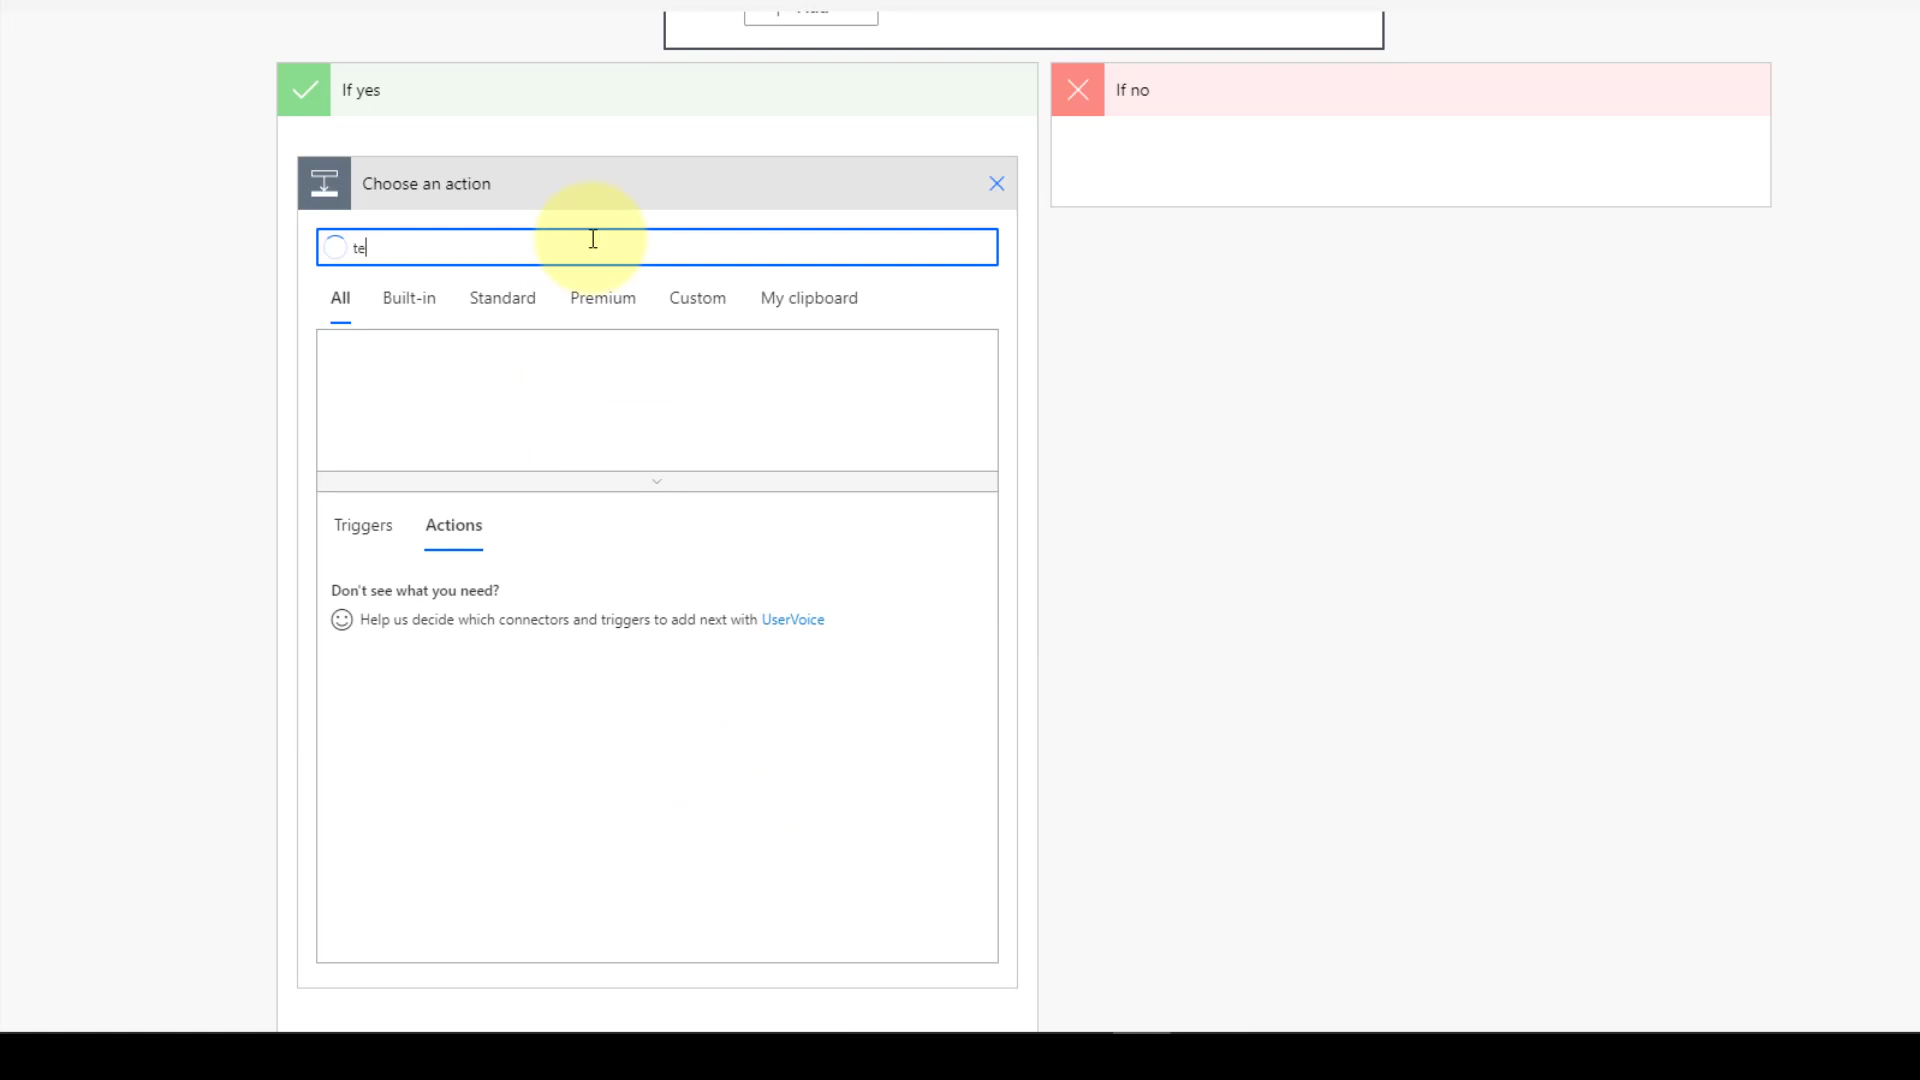 If yes
If no
Choose an action
te
All Built-in Standard Premium Custom My clipboard
Triggers Actions
Don't see what you need?
Help us decide which connectors and triggers to add next with UserVoice